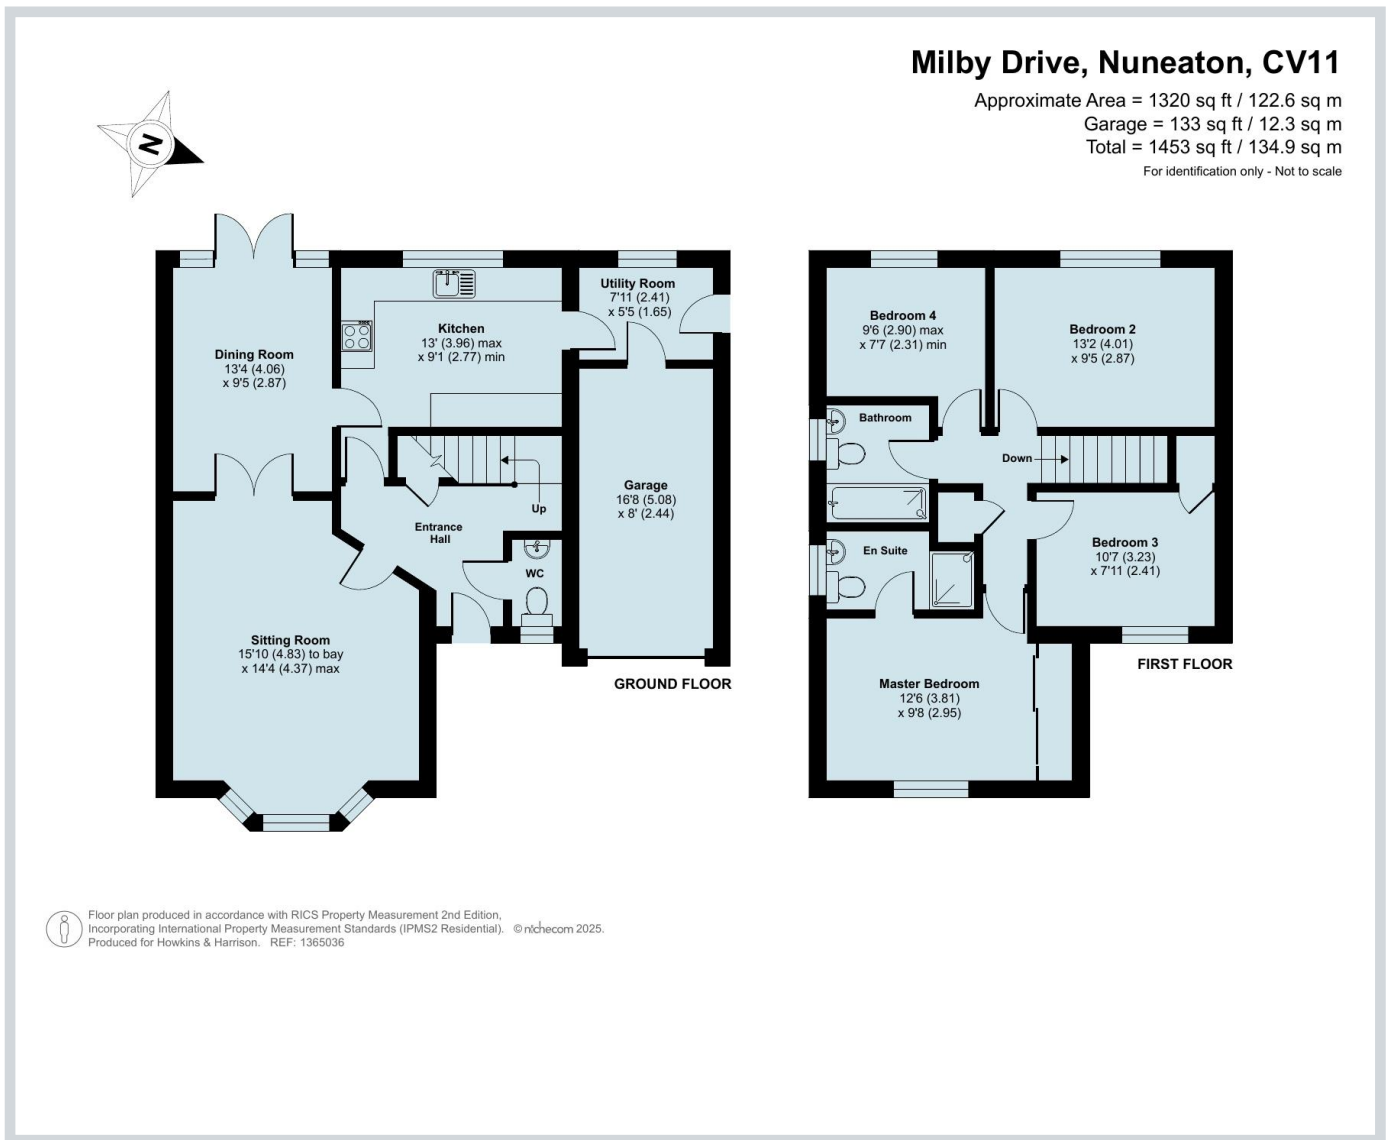 Milby Drive, Nuneaton, CV11
Approximate Area = 1320 sq ft / 122.6 sq m
Garage = 133 sq ft / 12.3 sq m
Total = 1453 sq ft / 134.9 sq m
For identification only - Not to scale
N
Dining Room
13'4 (4.06)
x 9'5 (2.87)
Kitchen
13' (3.96) max
x 9'1 (2.77) min
Utility Room
7'11 (2.41)
x 5'5 (1.65)
Garage
16'8 (5.08)
x 8' (2.44)
Up
Entrance
Hall
WC
Sitting Room
15'10 (4.83) to bay
x 14'4 (4.37) max
GROUND FLOOR
Bedroom 4
9'6 (2.90) max
x 7'7 (2.31) min
Bedroom 2
13'2 (4.01)
x 9'5 (2.87)
Bathroom
Down
En Suite
Bedroom 3
10'7 (3.23)
x 7'11 (2.41)
Master Bedroom
12'6 (3.81)
x 9'8 (2.95)
FIRST FLOOR
Floor plan produced in accordance with RICS Property Measurement 2nd Edition,
Incorporating International Property Measurement Standards (IPMS2 Residential). © nichecom 2025.
Produced for Howkins & Harrison. REF: 1365036